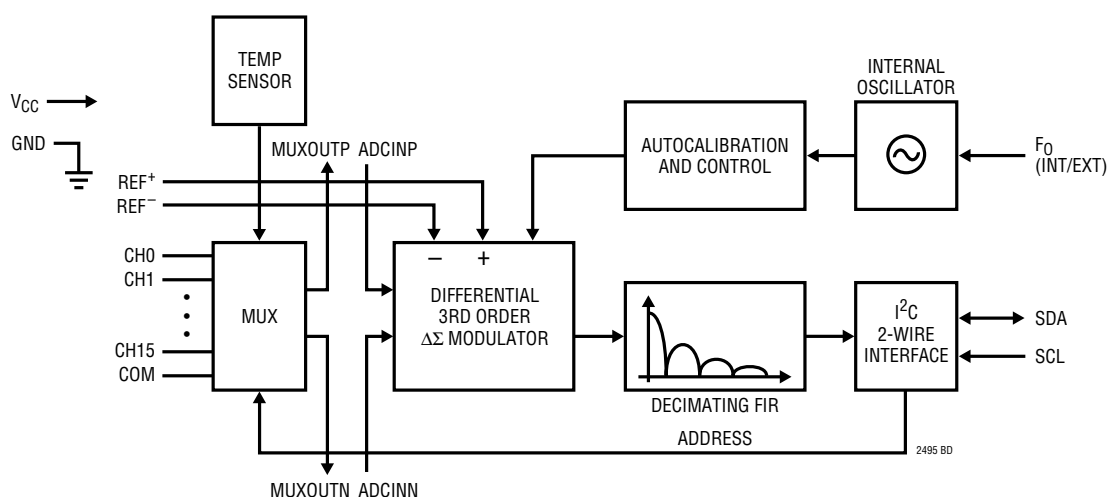 TEMP
SENSOR
INTERNAL
OSCILLATOR
VCC
GND
MUXOUTP ADCINP
AUTOCALIBRATION
AND CONTROL
FO
(INT/EXT)
REF+
REF−
CH0
CH1
CH15
COM
MUX
− +
DIFFERENTIAL
3RD ORDER
ΔΣ MODULATOR
I2C
2-WIRE
INTERFACE
SDA
SCL
DECIMATING FIR
ADDRESS
2495 BD
MUXOUTN ADCINN